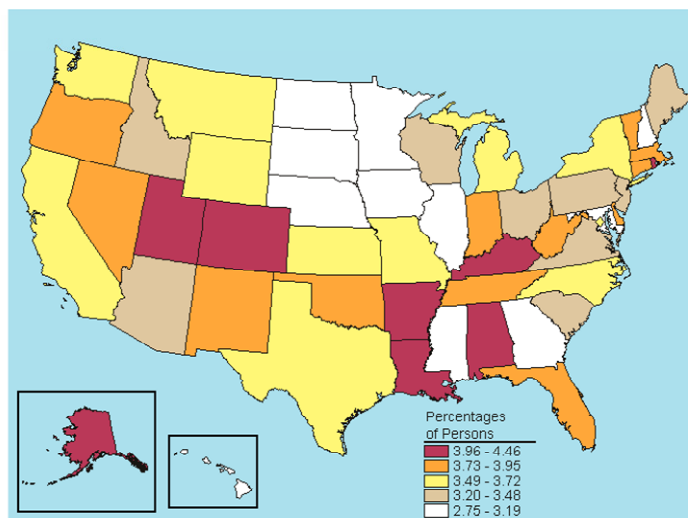 Percentages
of Persons
3.96 - 4.46
3.73 - 3.95
3.49 - 3.72
3.20 - 3.48
2.75 - 3.19